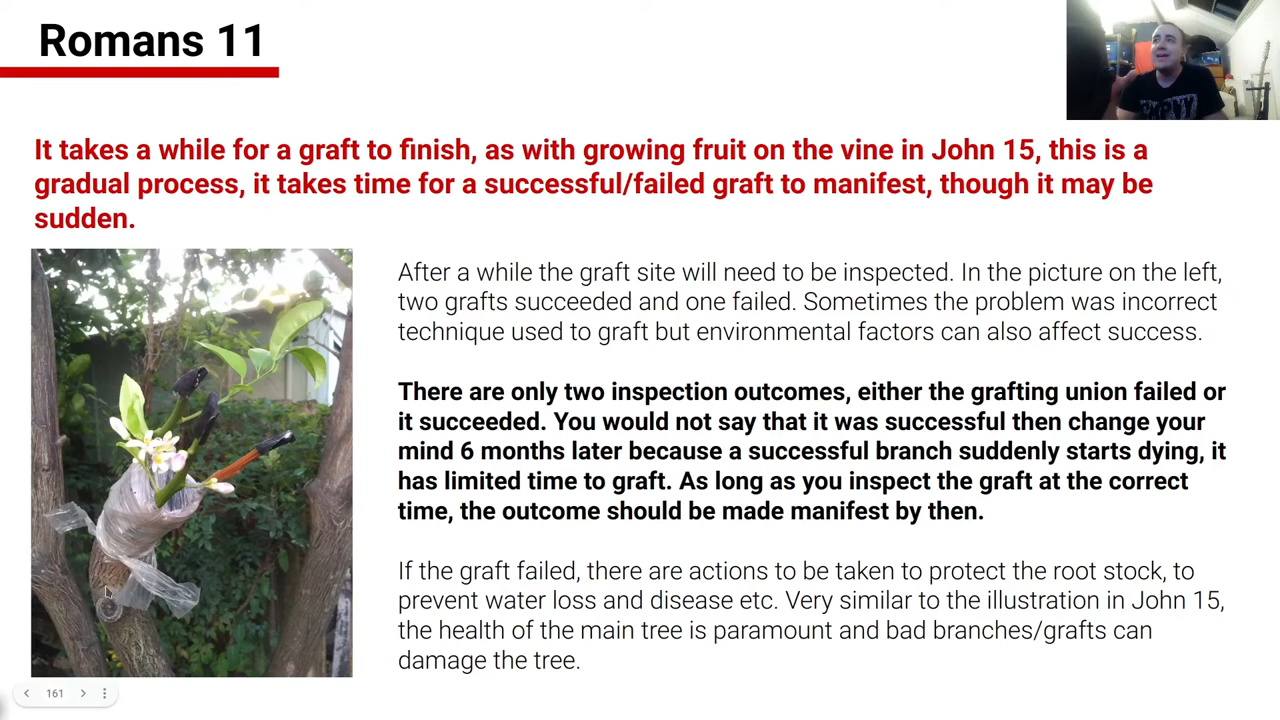 Romans 11
It takes a while for a graft to finish, as with growing fruit on the vine in John 15, this is a
gradual process, it takes time for a successful/failed graft to manifest, though it may be
sudden.
After a while the graft site will need to be inspected. In the picture on the left,
two grafts succeeded and one failed. Sometimes the problem was incorrect
technique used to graft but environmental factors can also affect success.
There are only two inspection outcomes, either the grafting union failed or
it succeeded. You would not say that it was successful then change your
mind 6 months later because a successful branch suddenly starts dying, it
has limited time to graft. As long as you inspect the graft at the correct
time, the outcome should be made manifest by then.
If the graft failed, there are actions to be taken to protect the root stock, to
prevent water loss and disease etc. Very similar to the illustration in John 15,
the health of the main tree is paramount and bad branches/grafts can
damage the tree.
161